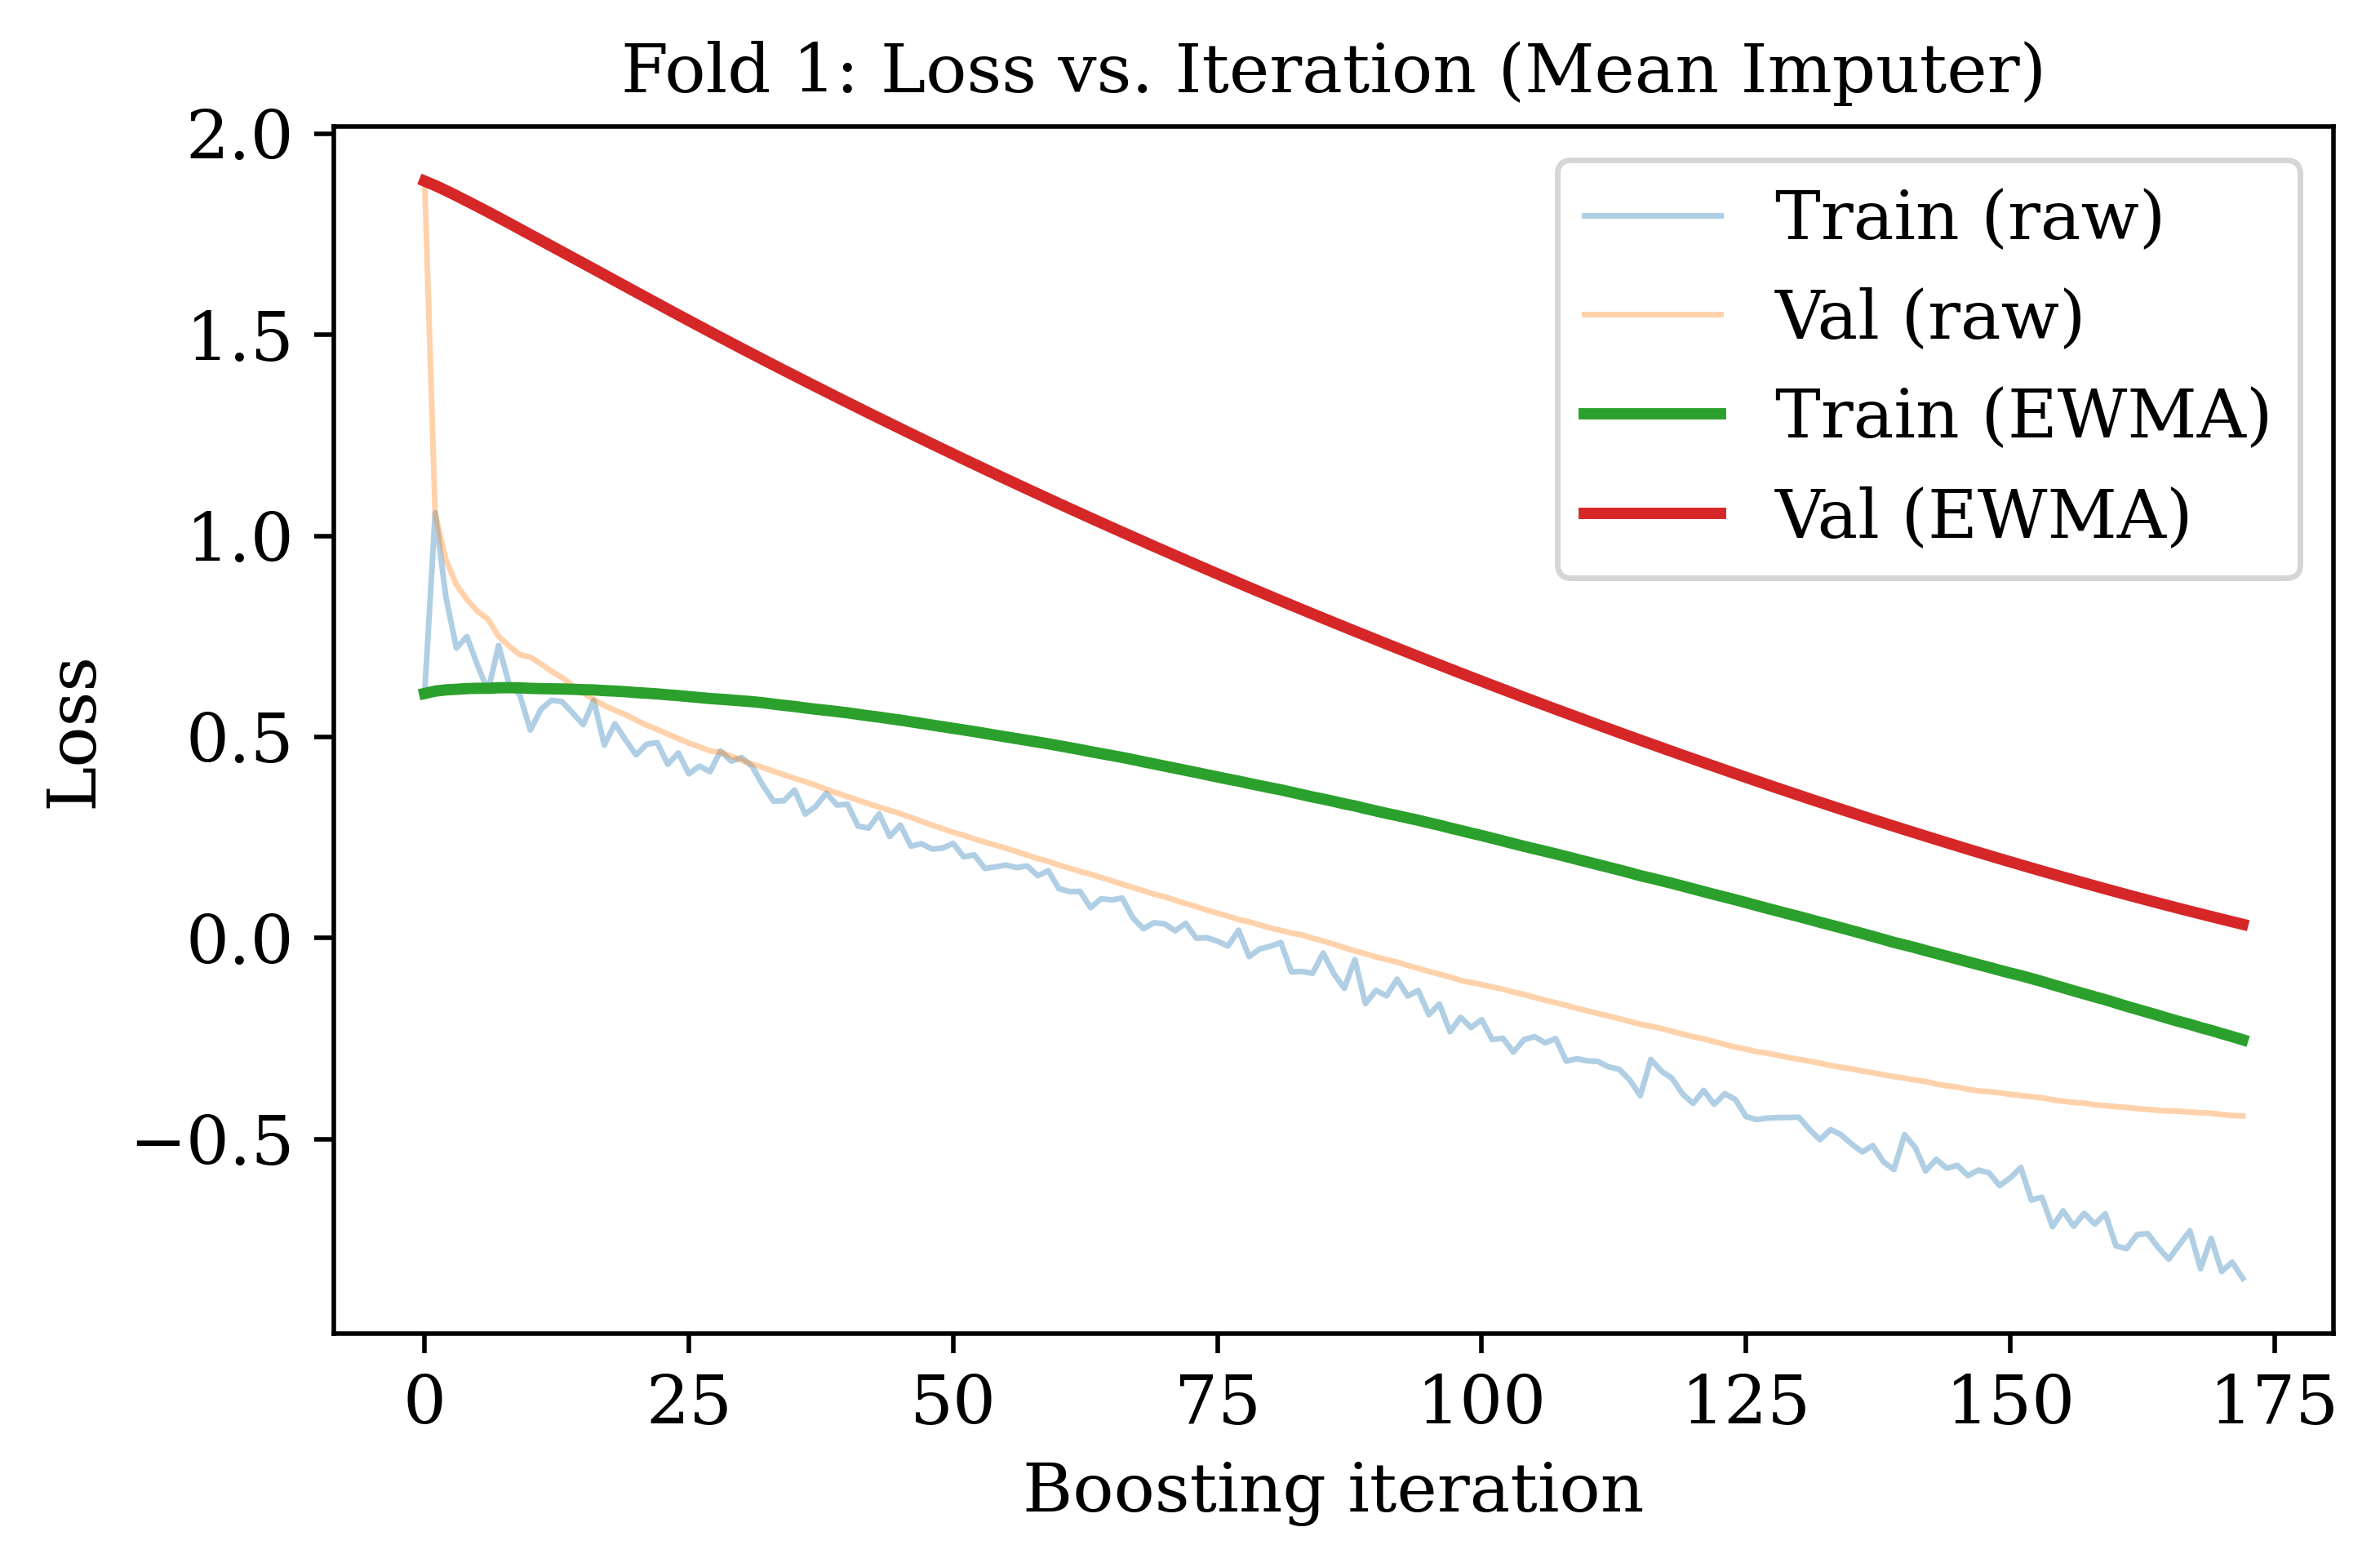 Fold 1: Loss vs. Iteration (Mean Imputer)
2.0
1.5
1.0
0.5
0.0
−0.5
Loss
Train (raw)
Val (raw)
Train (EWMA)
Val (EWMA)
0 25 50 75 100 125 150 175
Boosting iteration